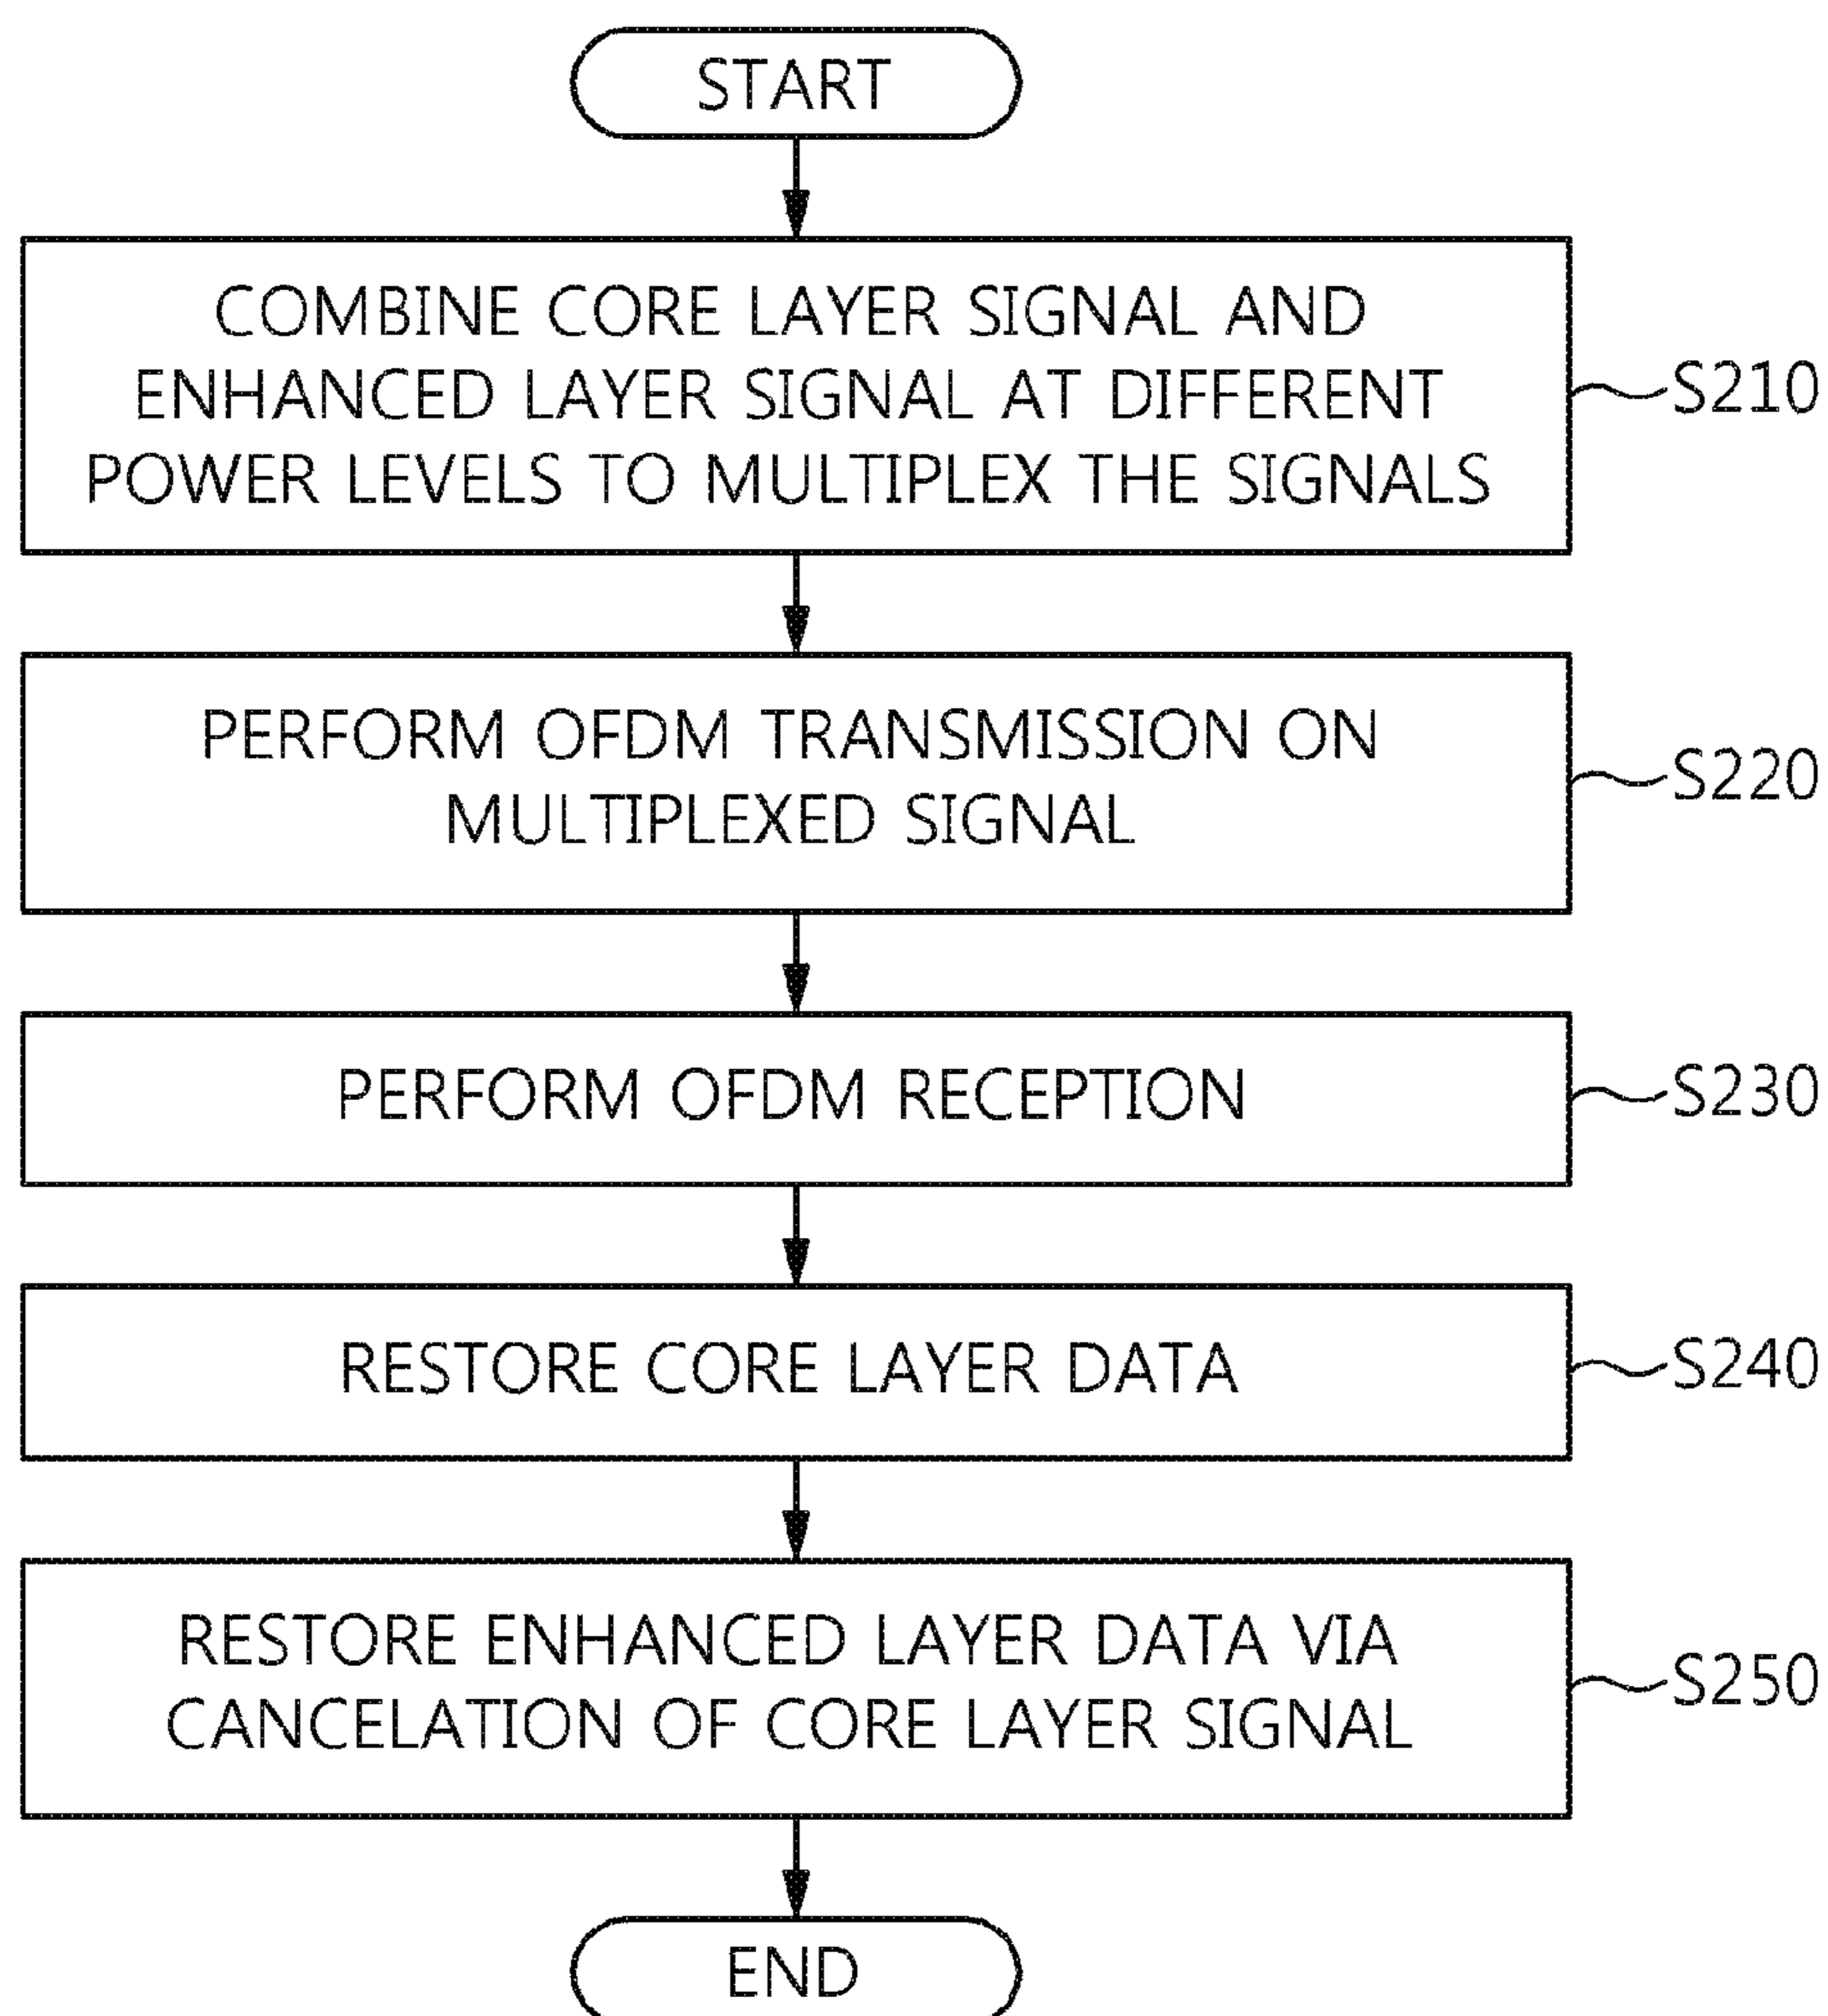 START
COMBINE CORE LAYER SIGNAL AND
ENHANCED LAYER SIGNAL AT DIFFERENT
POWER LEVELS TO MULTIPLEX THE SIGNALS
S210
PERFORM OFDM TRANSMISSION ON
MULTIPLEXED SIGNAL
S220
PERFORM OFDM RECEPTION
S230
RESTORE CORE LAYER DATA
S240
RESTORE ENHANCED LAYER DATA VIA
CANCELATION OF CORE LAYER SIGNAL
S250
END